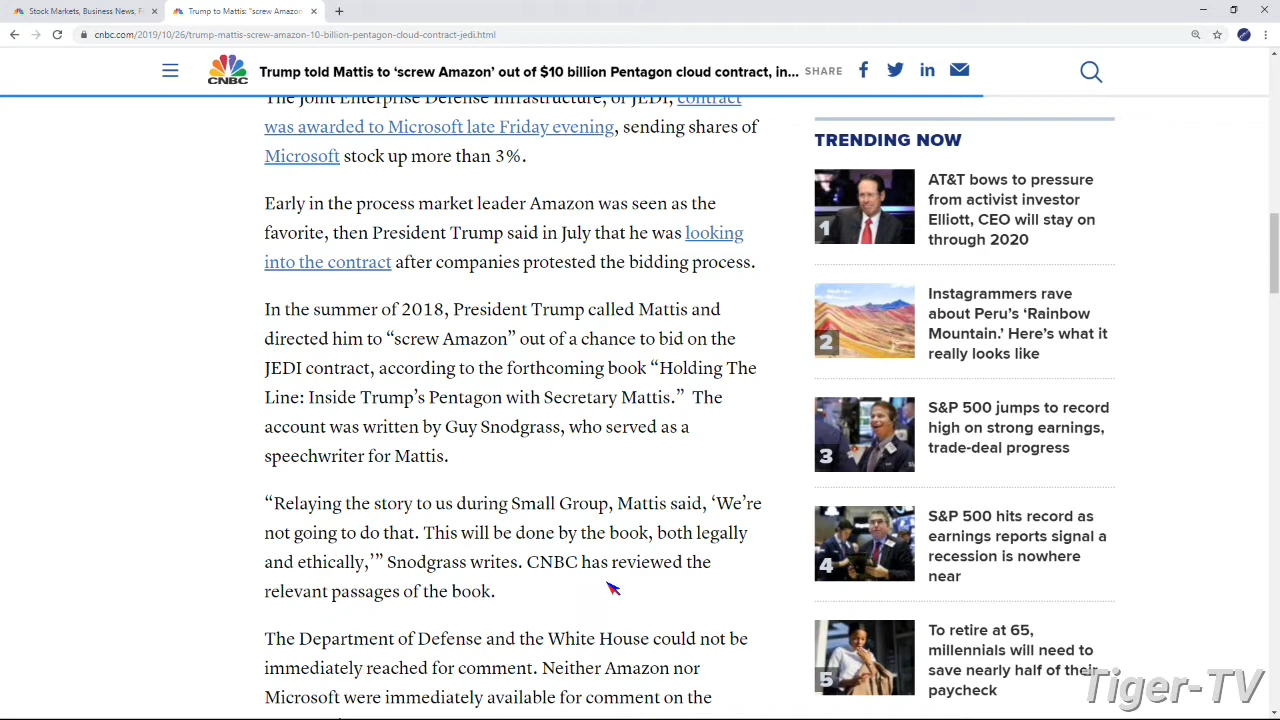 Stock Markets, Business News, Fi
Trump to Mattis: "screw Amazon
cnbc.com/2019/10/26/trump-mattis-screw-amazon-10-billion-pentagon-cloud-contract-jedi.html
CNBC
Trump told Mattis to ‘screw Amazon’ out of $10 billion Pentagon cloud contract, in...
SHARE
The Joint Enterprise Defense Infrastructure, or JEDI, contract
was awarded to Microsoft late Friday evening, sending shares of
Microsoft stock up more than 3%.
Early in the process market leader Amazon was seen as the
favorite, then President Trump said in July that he was looking
into the contract after companies protested the bidding process.
In the summer of 2018, President Trump called Mattis and
directed him to “screw Amazon” out of a chance to bid on the
JEDI contract, according to the forthcoming book “Holding The
Line: Inside Trump’s Pentagon with Secretary Mattis.” The
account was written by Guy Snodgrass, who served as a
speechwriter for Mattis.
“Relaying the story to us during Small Group, Mattis said, ‘We’re
not going to do that. This will be done by the book, both legally
and ethically,’” Snodgrass writes. CNBC has reviewed the
relevant passages of the book.
The Department of Defense and the White House could not be
immediately reached for comment. Neither Amazon nor
Microsoft were immediately available for comment on the
TRENDING NOW
1
AT&T bows to pressure
from activist investor
Elliott, CEO will stay on
through 2020
2
Instagrammers rave
about Peru’s ‘Rainbow
Mountain.’ Here’s what it
really looks like
3
S&P 500 jumps to record
high on strong earnings,
trade-deal progress
4
S&P 500 hits record as
earnings reports signal a
recession is nowhere
near
5
To retire at 65,
millennials will need to
save nearly half of their
paycheck
Tiger-TV